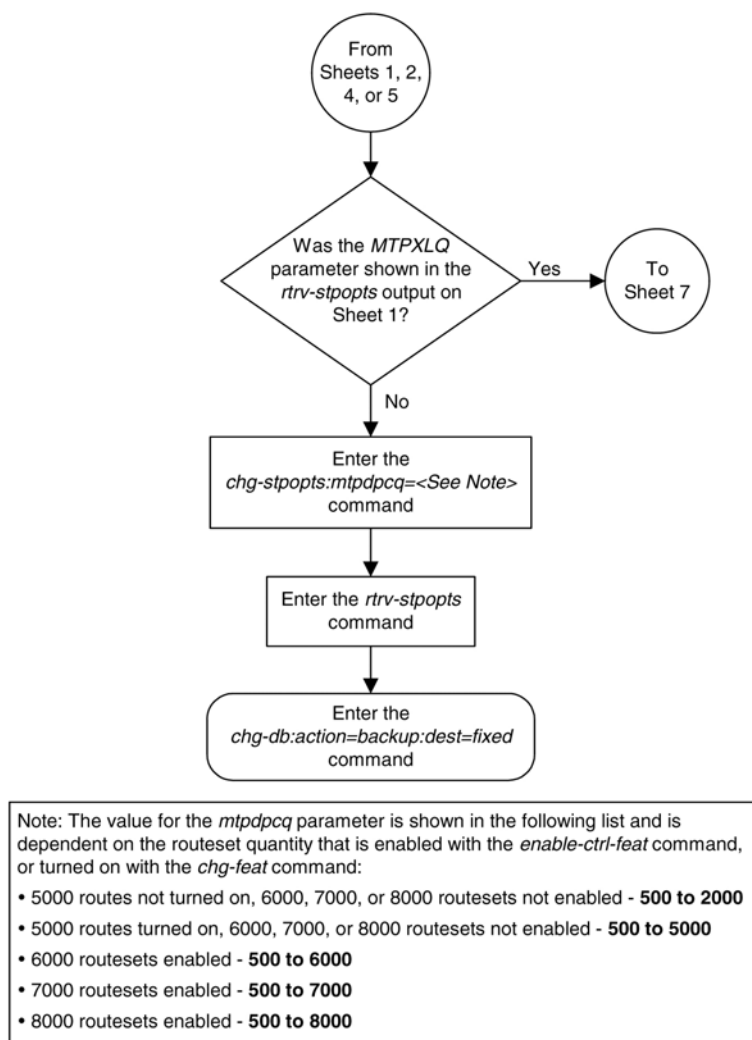 From
Sheets 1, 2,
4, or 5
Was the MTPXLQ
parameter shown in the
rtrv-stpopts output on
Sheet 1?
Yes
To
Sheet 7
No
Enter the
chg-stpopts:mtpdpcq=<See Note>
command
Enter the rtrv-stpopts
command
Enter the
chg-db:action=backup:dest=fixed
command
Note: The value for the mtpdpcq parameter is shown in the following list and is
dependent on the routeset quantity that is enabled with the enable-ctrl-feat command,
or turned on with the chg-feat command:
• 5000 routes not turned on, 6000, 7000, or 8000 routesets not enabled - 500 to 2000
• 5000 routes turned on, 6000, 7000, or 8000 routesets not enabled - 500 to 5000
• 6000 routesets enabled - 500 to 6000
• 7000 routesets enabled - 500 to 7000
• 8000 routesets enabled - 500 to 8000